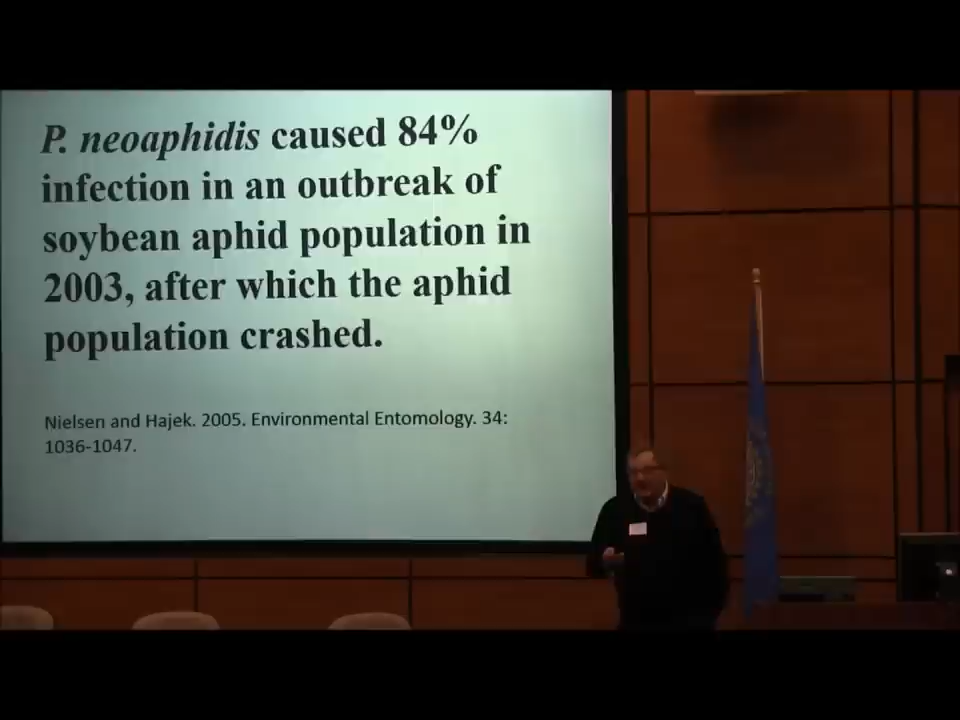 P. neoaphidis caused 84%
infection in an outbreak of
soybean aphid population in
2003, after which the aphid
population crashed.
Nielsen and Hajek. 2005. Environmental Entomology. 34:
1036-1047.